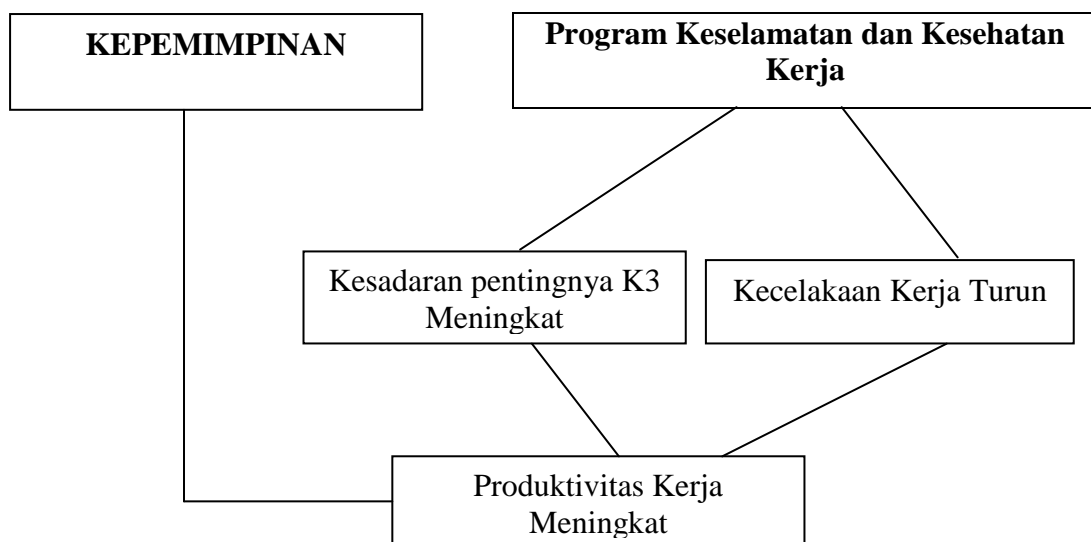 KEPEMIMPINAN
Program Keselamatan dan Kesehatan
Kerja
Kesadaran pentingnya K3
Meningkat
Kecelakaan Kerja Turun
Produktivitas Kerja
Meningkat